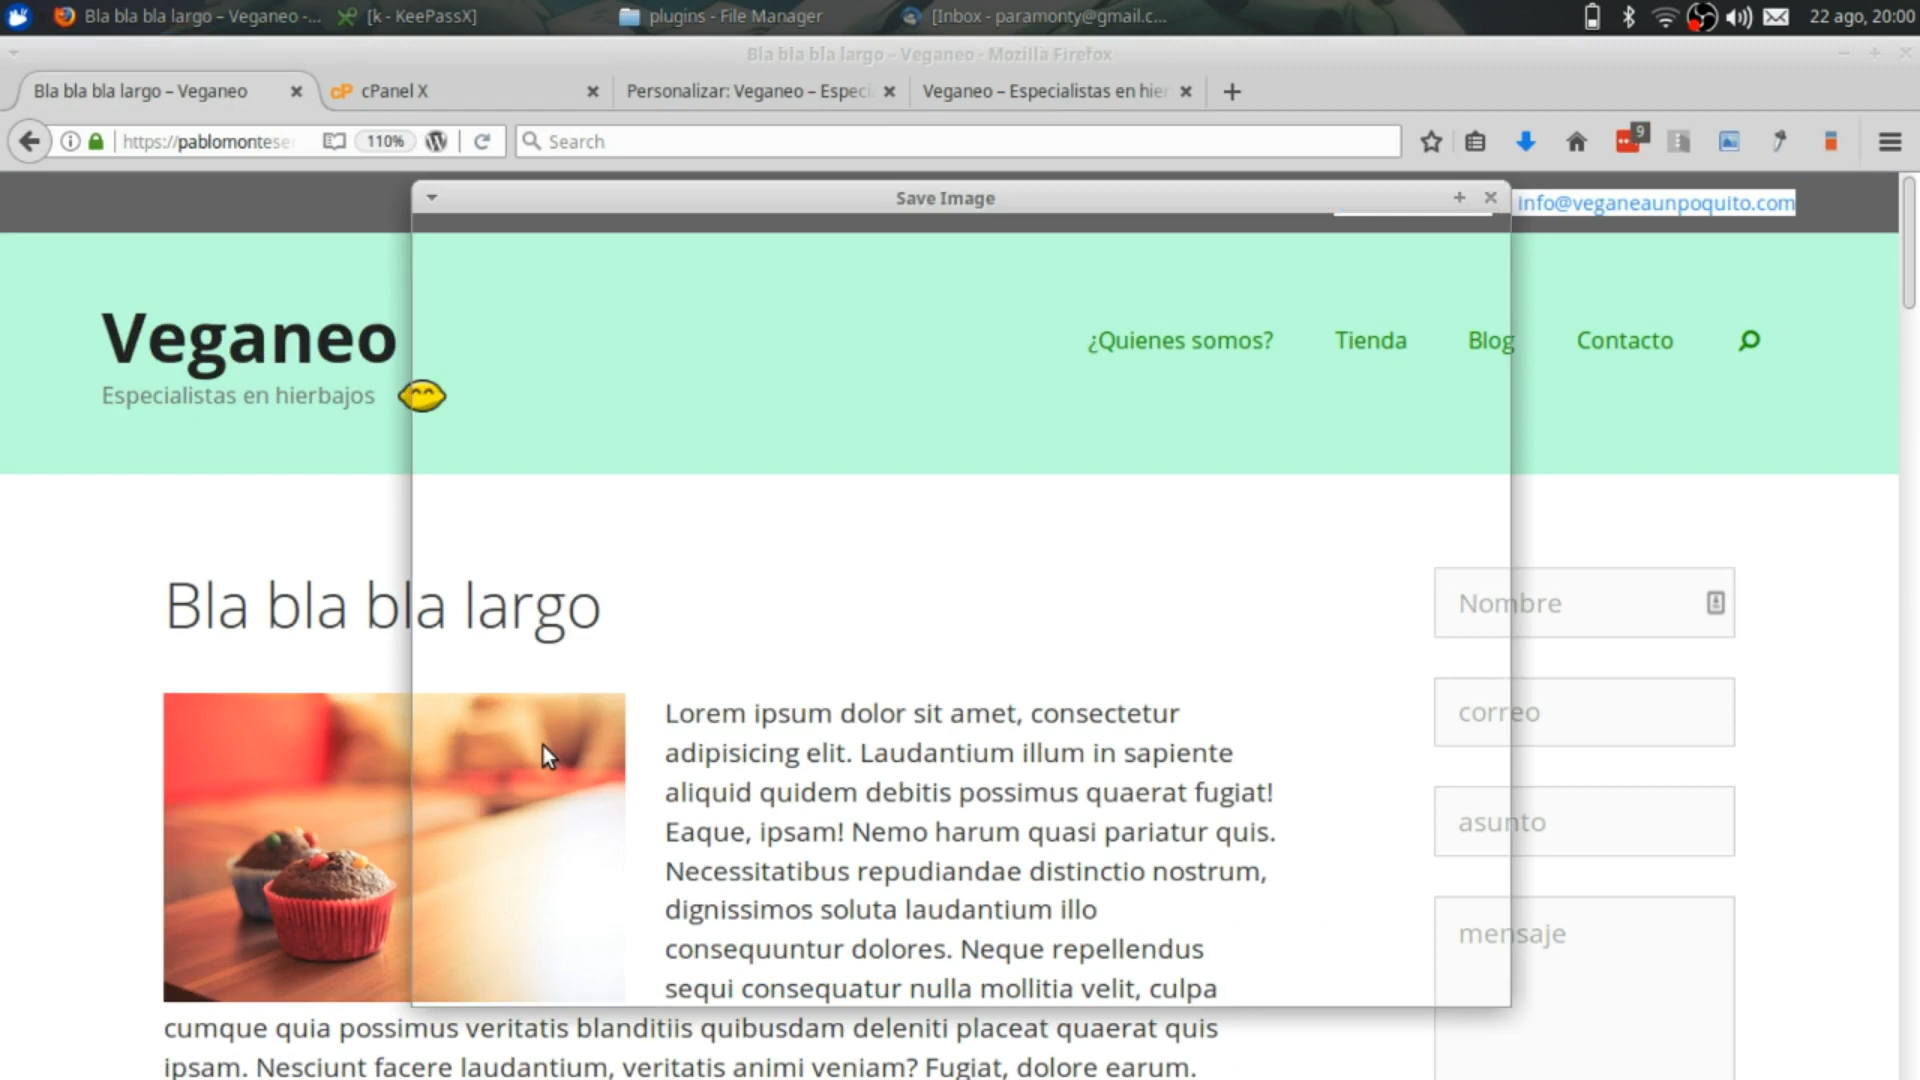 Bla bla bla largo – Veganeo -...
[k - KeePassX]
plugins - File Manager
[Inbox - paramonty@gmail.c...
22 ago, 20:00
Bla bla bla largo – Veganeo - Mozilla Firefox
Bla bla bla largo – Veganeo
cP cPanel X
Personalizar: Veganeo – Especi
Veganeo – Especialistas en hier
https://pablomontese
110%
Search
9
Save Image
info@veganeaunpoquito.com
Veganeo
Especialistas en hierbajos
¿Quienes somos?
Tienda
Blog
Contacto
Bla bla bla largo
Nombre
correo
asunto
mensaje
Lorem ipsum dolor sit amet, consectetur
adipisicing elit. Laudantium illum in sapiente
aliquid quidem debitis possimus quaerat fugiat!
Eaque, ipsam! Nemo harum quasi pariatur quis.
Necessitatibus repudiandae distinctio nostrum,
dignissimos soluta laudantium illo
consequuntur dolores. Neque repellendus
sequi consequatur nulla mollitia velit, culpa
cumque quia possimus veritatis blanditiis quibusdam deleniti placeat quaerat quis
ipsam. Nesciunt facere laudantium, veritatis animi veniam? Fugiat, dolore earum.